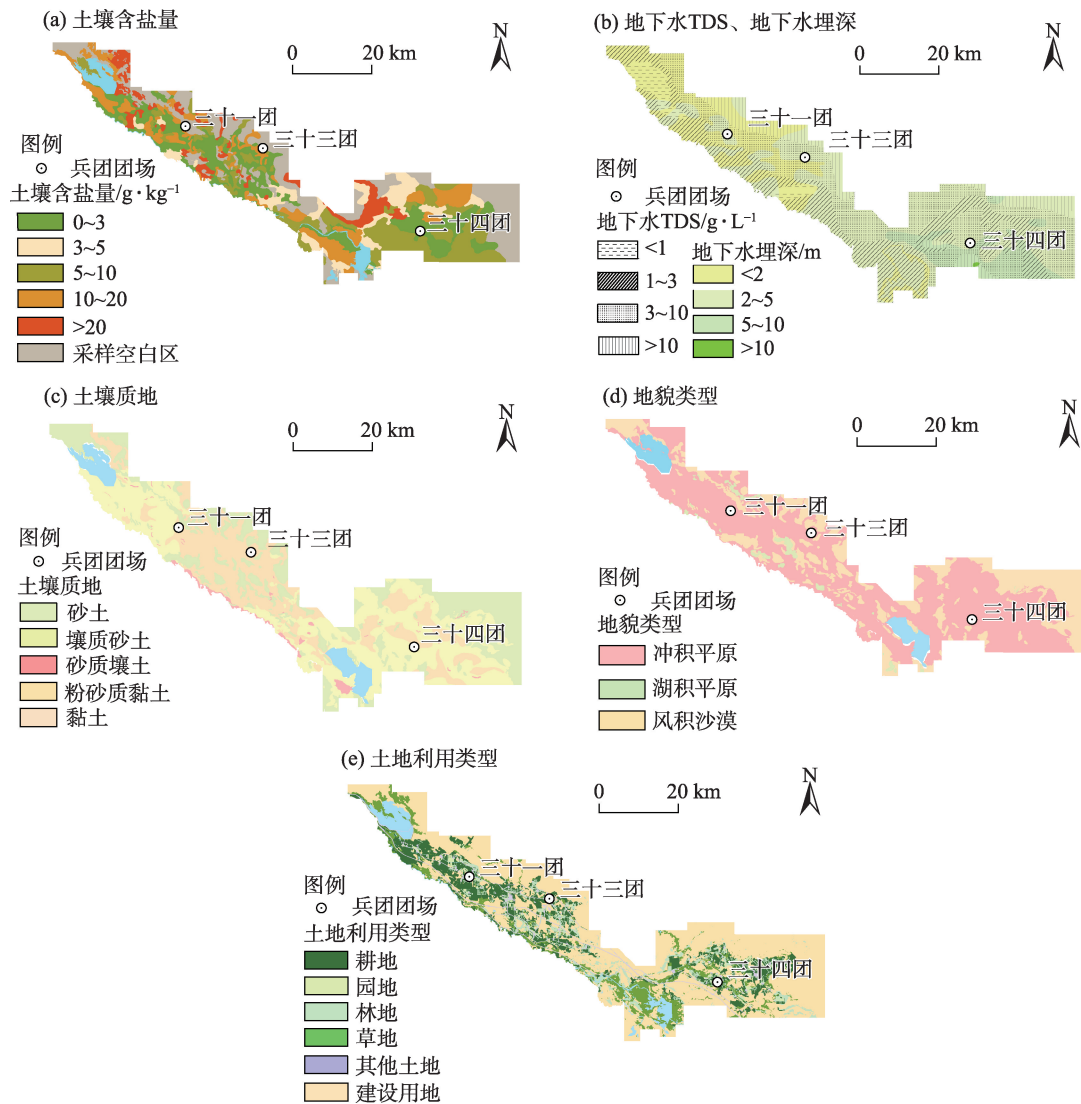 (a) 土壤含盐量
N
0 20 km
三十一团
三十三团
三十四团
图例
兵团团场
土壤含盐量/g·kg⁻¹
0~3
3~5
5~10
10~20
>20
采样空白区
(b) 地下水TDS、地下水埋深
N
0 20 km
三十一团
三十三团
三十四团
图例
兵团团场
地下水TDS/g·L⁻¹
<1
1~3
3~10
>10
地下水埋深/m
<2
2~5
5~10
>10
(c) 土壤质地
N
0 20 km
三十一团
三十三团
三十四团
图例
兵团团场
土壤质地
砂土
壤质砂土
砂质壤土
粉砂质黏土
黏土
(d) 地貌类型
N
0 20 km
三十一团
三十三团
三十四团
图例
兵团团场
地貌类型
冲积平原
湖积平原
风积沙漠
(e) 土地利用类型
N
0 20 km
三十一团
三十三团
三十四团
图例
兵团团场
土地利用类型
耕地
园地
林地
草地
其他土地
建设用地